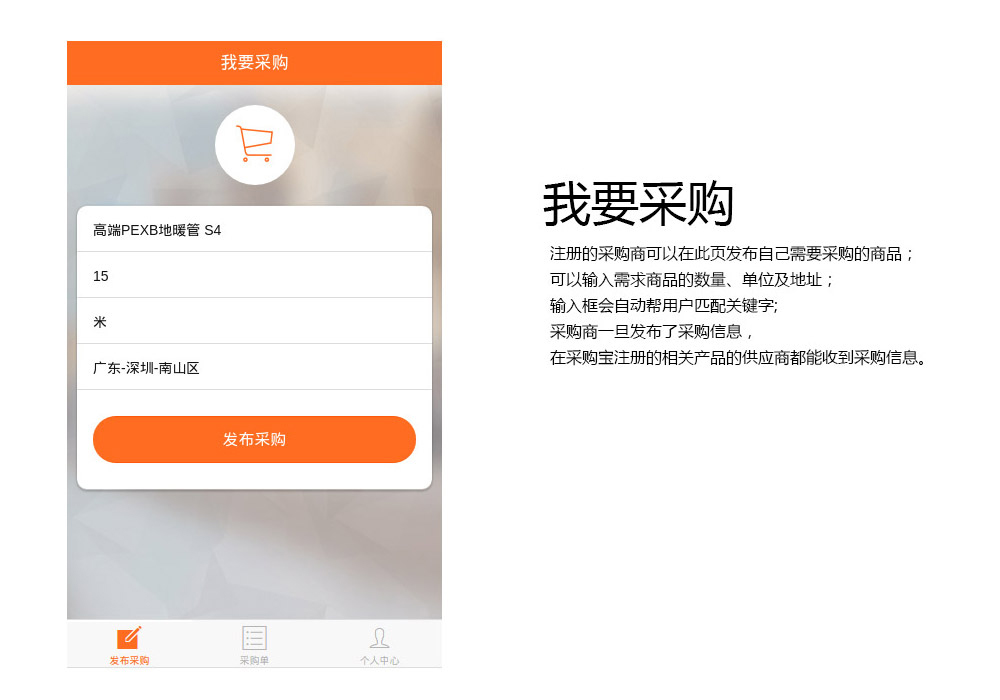 我要采购
高端PEXB地暖管 S4
15
米
广东-深圳-南山区
发布采购
发布采购
采购单
个人中心
我要采购
注册的采购商可以在此页发布自己需要采购的商品；
可以输入需求商品的数量、单位及地址；
输入框会自动帮用户匹配关键字;
采购商一旦发布了采购信息，
在采购宝注册的相关产品的供应商都能收到采购信息。